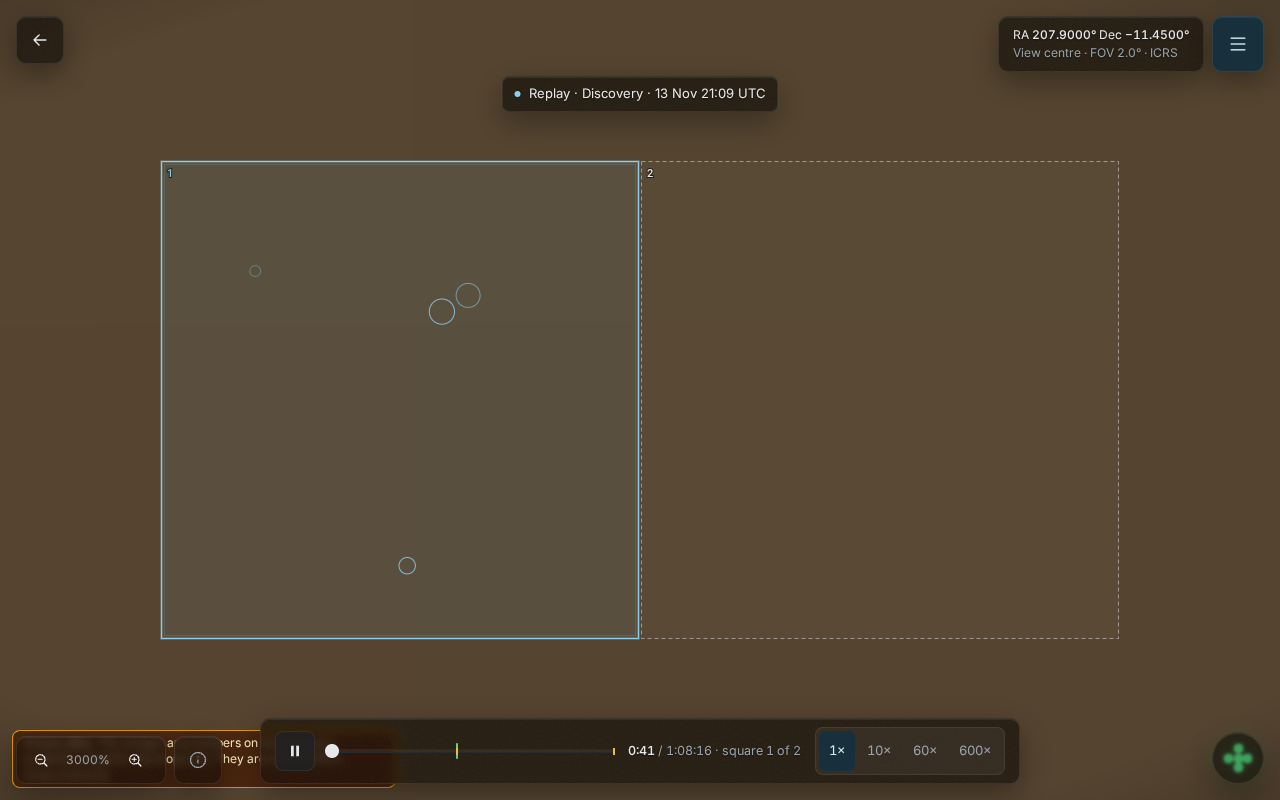 RA 207.9000° Dec −11.4500°
View centre · FOV 2.0° · ICRS
Replay · Discovery · 13 Nov 21:09 UTC
1
2
3000%
0:41 / 1:08:16 · square 1 of 2
1×
10×
60×
600×